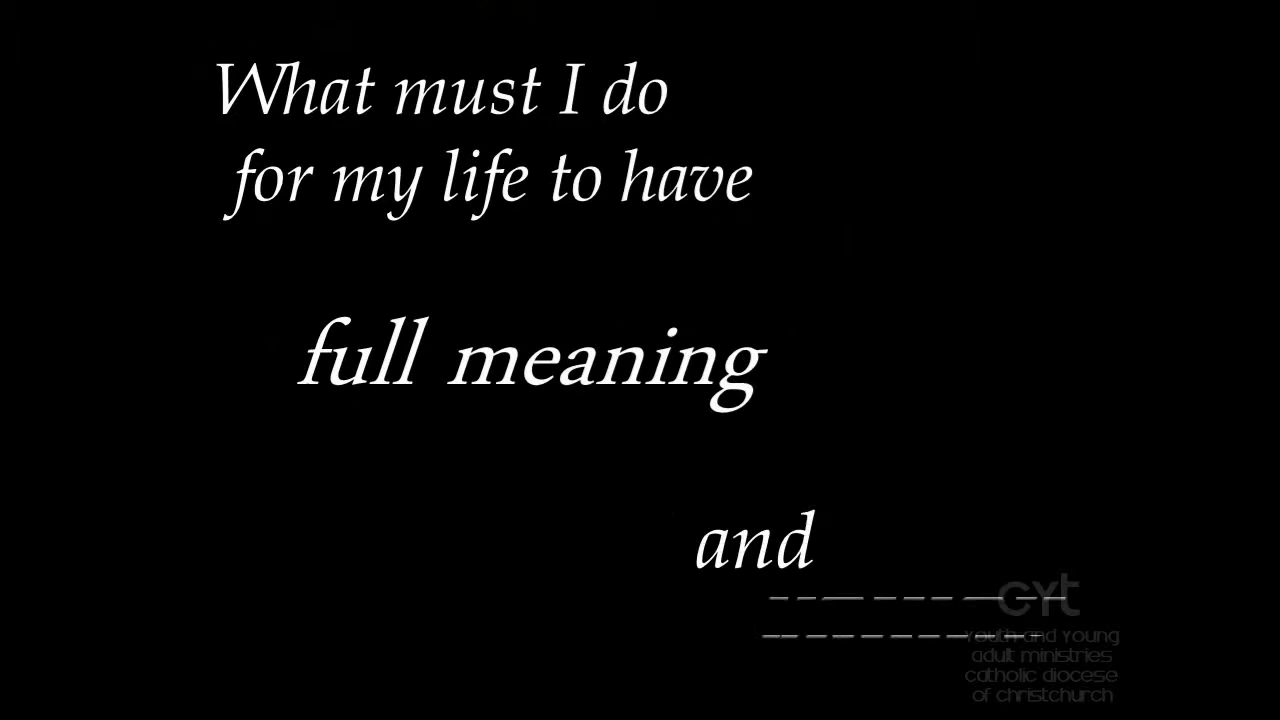 What must I do
for my life to have
full meaning
and
cyt
youth and young
adult ministries
catholic diocese
of christchurch